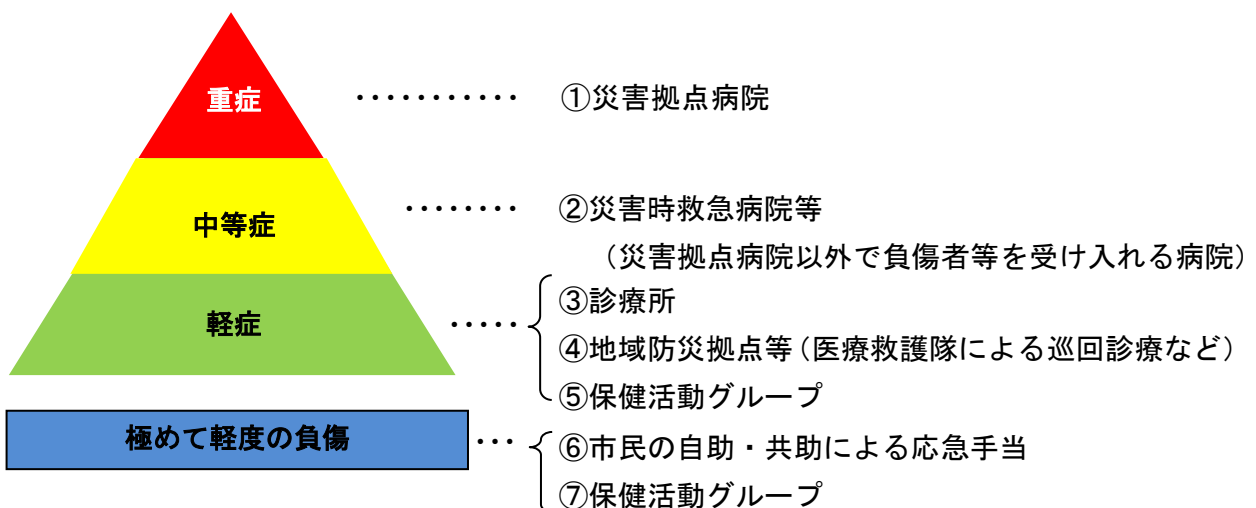 重症 ・・・・・・・・・・・ ①災害拠点病院
中等症 ・・・・・・・・ ②災害時救急病院等
（災害拠点病院以外で負傷者等を受け入れる病院）
③診療所
軽症 ・・・・・ ④地域防災拠点等（医療救護隊による巡回診療など）
⑤保健活動グループ
極めて軽度の負傷 ・・・ ⑥市民の自助・共助による応急手当
⑦保健活動グループ